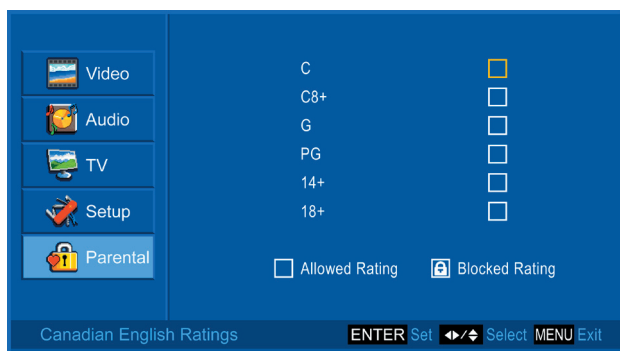 Video
Audio
TV
Setup
Parental
C
C8+
G
PG
14+
18+
Allowed Rating Blocked Rating
Canadian English Ratings ENTER Set / Select MENU Exit